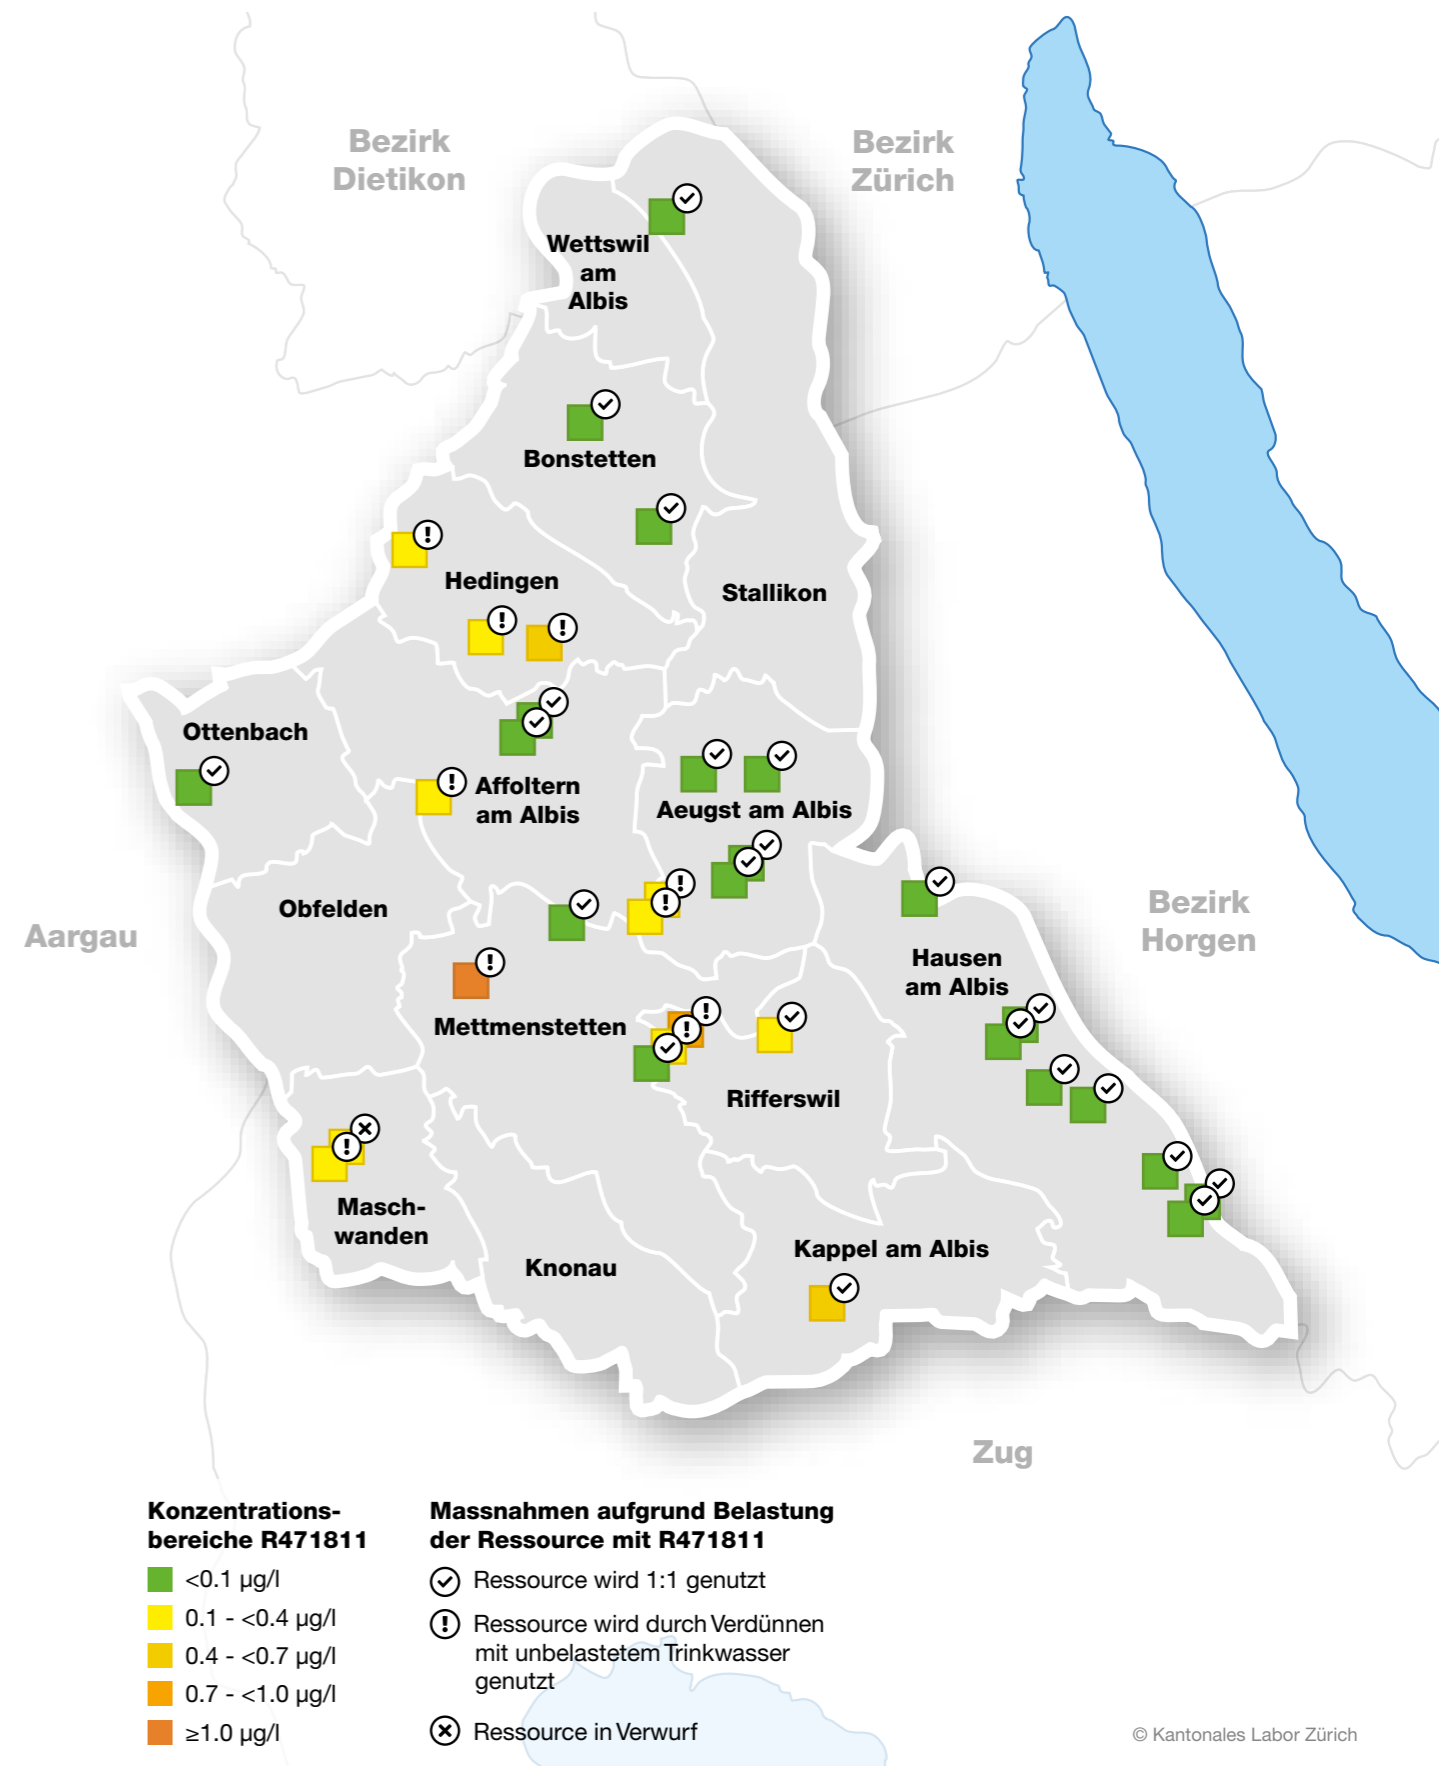 Bezirk
Dietikon
Bezirk
Zürich
Wettswil
am
Albis
Bonstetten
Hedingen
Stallikon
Ottenbach
Affoltern
am Albis
Aeugst am Albis
Obfelden
Aargau
Bezirk
Horgen
Hausen
am Albis
Mettmenstetten
Rifferswil
Masch-
wanden
Knonau
Kappel am Albis
Zug
Konzentrations-
bereiche R471811
<0.1 µg/l
0.1 - <0.4 µg/l
0.4 - <0.7 µg/l
0.7 - <1.0 µg/l
≥1.0 µg/l
Massnahmen aufgrund Belastung
der Ressource mit R471811
Ressource wird 1:1 genutzt
Ressource wird durch Verdünnen
mit unbelastetem Trinkwasser
genutzt
Ressource in Verwurf
© Kantonales Labor Zürich